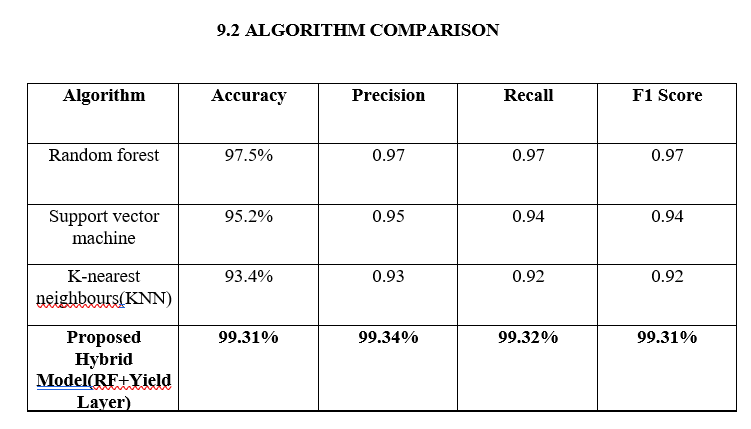 9.2 ALGORITHM COMPARISON
Algorithm Accuracy Precision Recall F1 Score
Random forest 97.5% 0.97 0.97 0.97
Support vector 95.2% 0.95 0.94 0.94
machine
K-nearest 93.4% 0.93 0.92 0.92
neighbours(KNN)
Proposed 99.31% 99.34% 99.32% 99.31%
Hybrid
Model(RF+Yield
Layer)